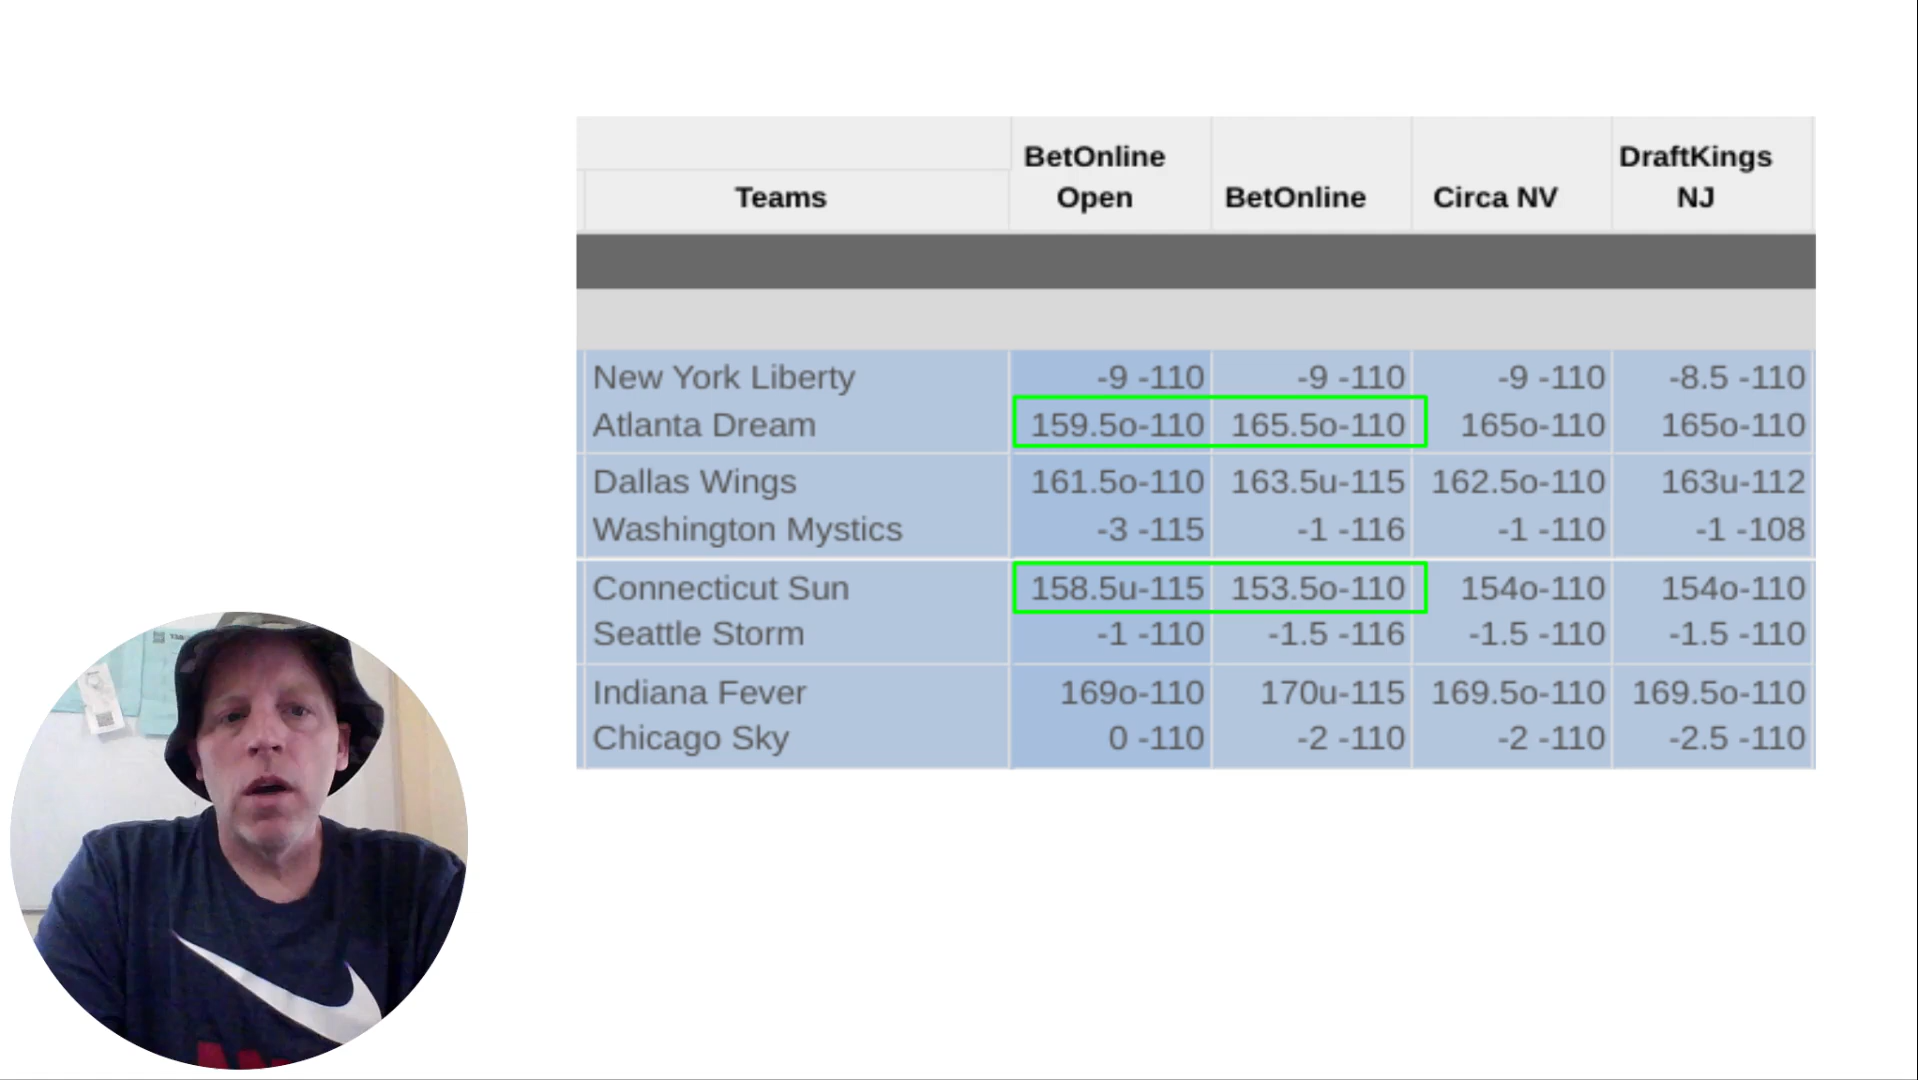 BetOnline Open BetOnline Circa NV DraftKings NJ
Teams
New York Liberty -9 -110 -9 -110 -9 -110 -8.5 -110
Atlanta Dream 159.5o-110 165.5o-110 165o-110 165o-110
Dallas Wings 161.5o-110 163.5u-115 162.5o-110 163u-112
Washington Mystics -3 -115 -1 -116 -1 -110 -1 -108
Connecticut Sun 158.5u-115 153.5o-110 154o-110 154o-110
Seattle Storm -1 -110 -1.5 -116 -1.5 -110 -1.5 -110
Indiana Fever 169o-110 170u-115 169.5o-110 169.5o-110
Chicago Sky 0 -110 -2 -110 -2 -110 -2.5 -110